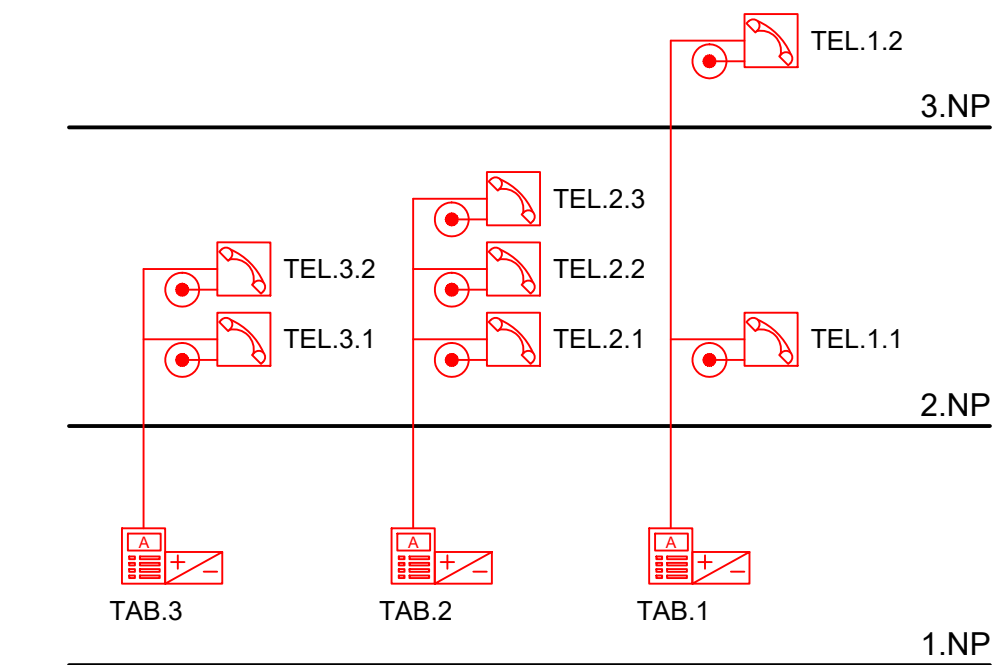 TEL.1.2
3.NP
TEL.2.3
TEL.3.2
TEL.2.2
TEL.3.1
TEL.2.1
TEL.1.1
2.NP
A
A
A
+ −
+ −
+ −
TAB.3
TAB.2
TAB.1
1.NP